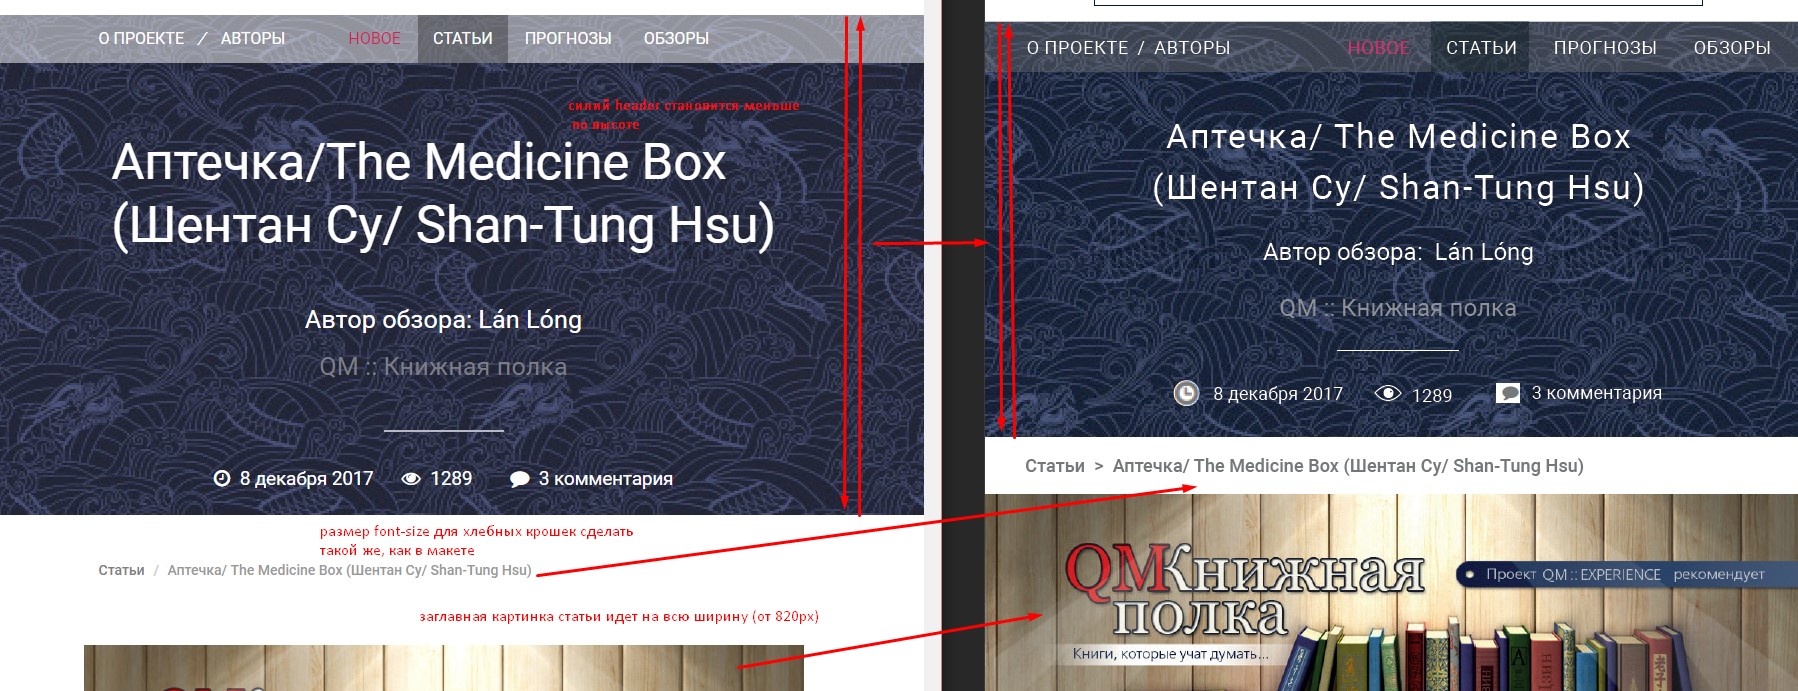 О ПРОЕКТЕ / АВТОРЫ НОВОЕ СТАТЬИ ПРОГНОЗЫ ОБЗОРЫ
синий header становится меньше
по высоте
Аптечка/The Medicine Box
(Шентан Су/ Shan-Tung Hsu)
Автор обзора: Lán Lóng
QM :: Книжная полка
8 декабря 2017 1289 3 комментария
размер font-size для хлебных крошек сделать
такой же, как в макете
Статьи / Аптечка/ The Medicine Box (Шентан Су/ Shan-Tung Hsu)
заглавная картинка статьи идет на всю ширину (от 820px)
О ПРОЕКТЕ / АВТОРЫ НОВОЕ СТАТЬИ ПРОГНОЗЫ ОБЗОРЫ
Аптечка/ The Medicine Box
(Шентан Су/ Shan-Tung Hsu)
Автор обзора: Lán Lóng
QM :: Книжная полка
8 декабря 2017 1289 3 комментария
Статьи > Аптечка/ The Medicine Box (Шентан Су/ Shan-Tung Hsu)
QMКнижная
полка
Книги, которые учат думать...
Проект QM :: EXPERIENCE рекомендует